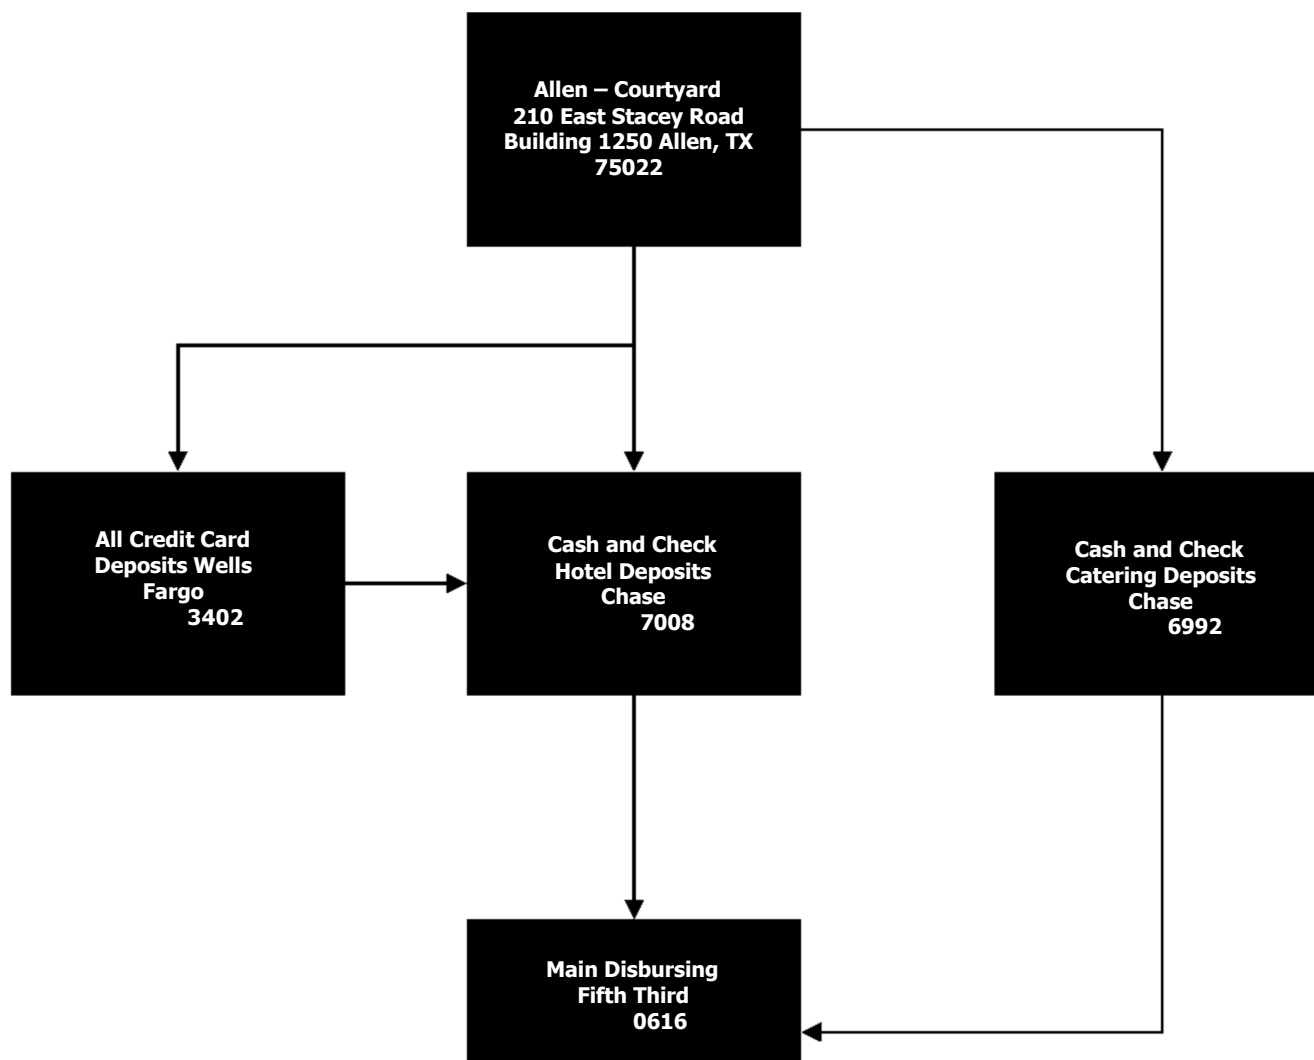 Allen – Courtyard
210 East Stacey Road
Building 1250 Allen, TX
75022
All Credit Card
Deposits Wells
Fargo
3402
Cash and Check
Hotel Deposits
Chase
7008
Cash and Check
Catering Deposits
Chase
6992
Main Disbursing
Fifth Third
0616